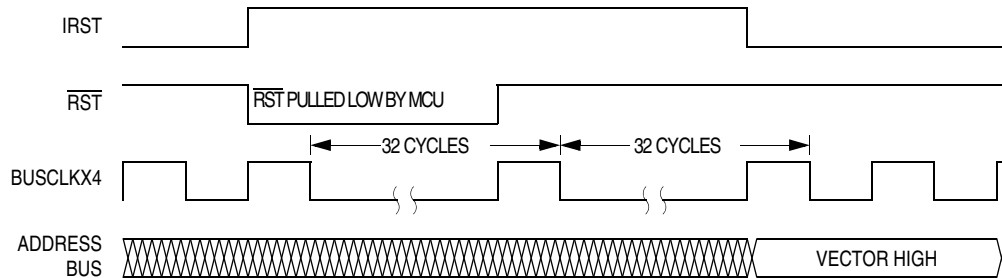 IRST
RST
RST PULLED LOW BY MCU
32 CYCLES
32 CYCLES
BUSCLKX4
ADDRESS
BUS
VECTOR HIGH